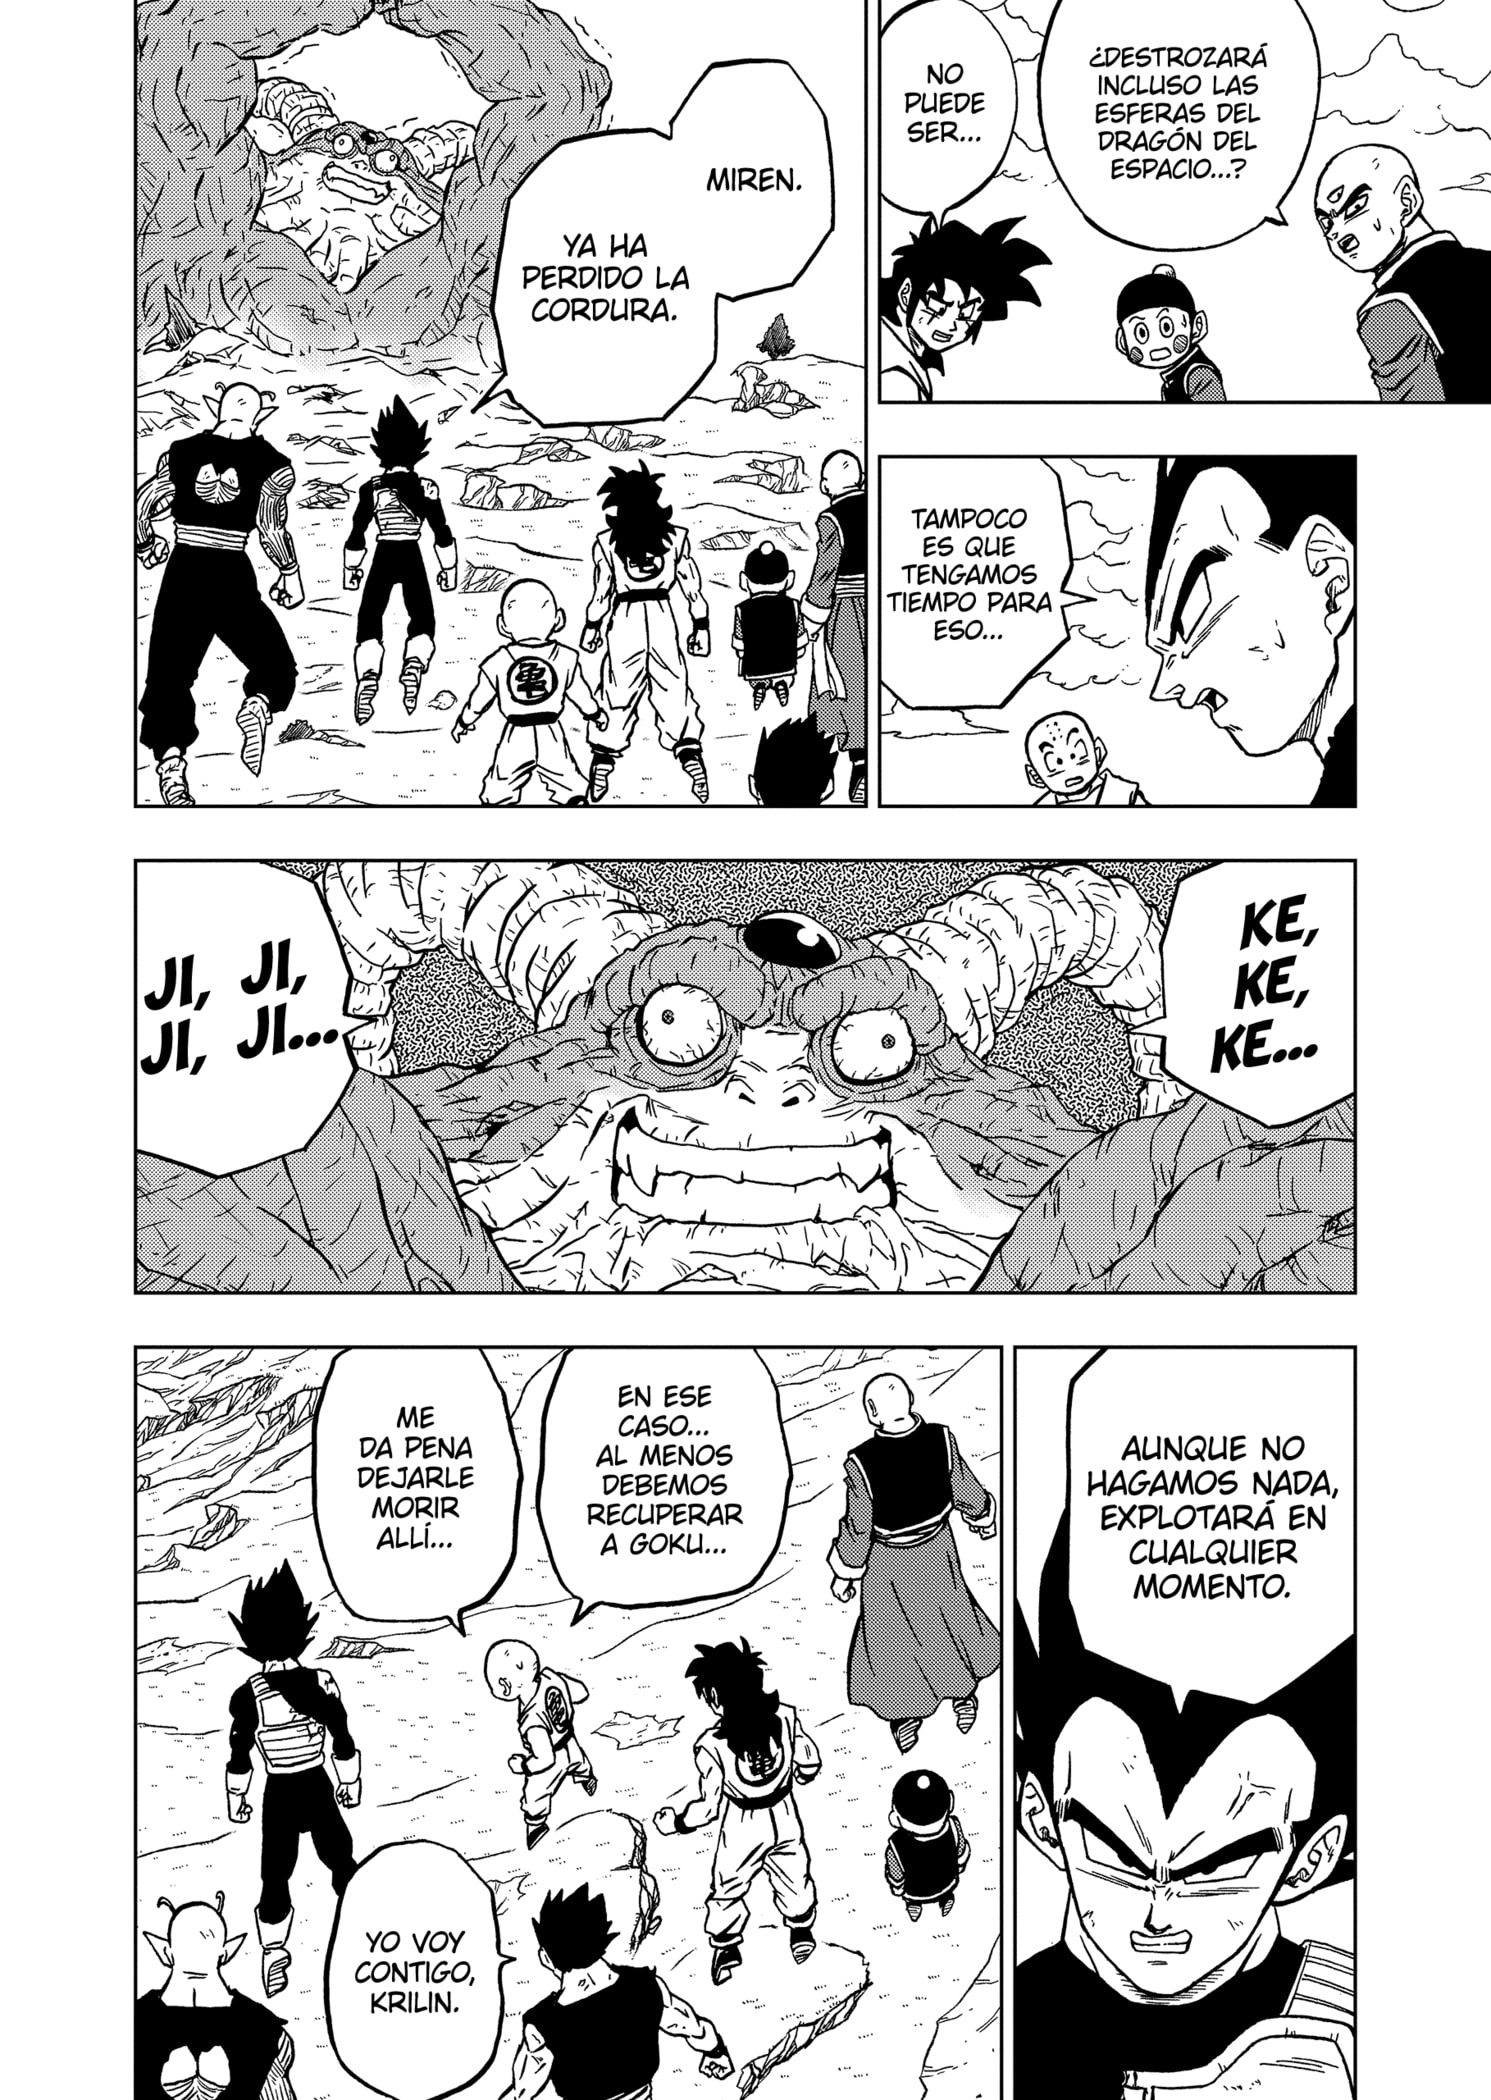 ¿DESTROZARÁ
INCLUSO LAS
ESFERAS DEL
DRAGÓN DEL
ESPACIO...?
NO
PUEDE
SER...
MIREN.
YA HA
PERDIDO LA
CORDURA.
TAMPOCO
ES QUE
TENGAMOS
TIEMPO PARA
ESO...
KE,
KE,
KE...
JI, JI,
JI, JI...
AUNQUE NO
HAGAMOS NADA,
EXPLOTARÁ EN
CUALQUIER
MOMENTO.
EN ESE
CASO...
AL MENOS
DEBEMOS
RECUPERAR
A GOKU...
ME
DA PENA
DEJARLE
MORIR
ALLÍ...
YO VOY
CONTIGO,
KRILIN.